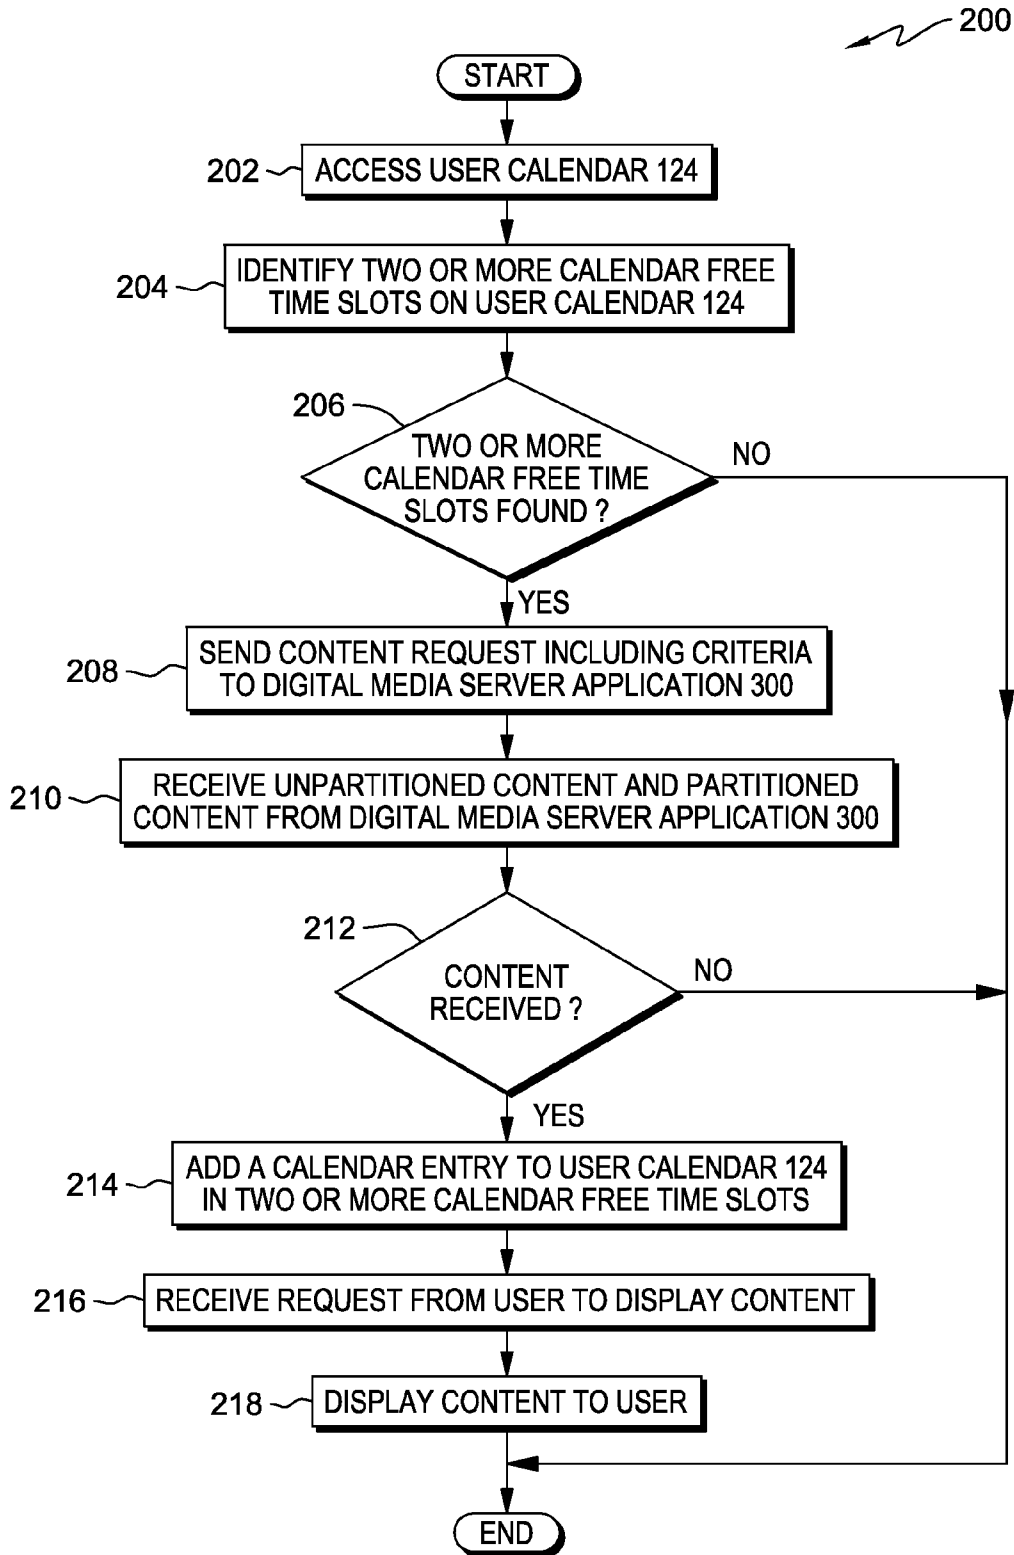 200
START
202
ACCESS USER CALENDAR 124
204
IDENTIFY TWO OR MORE CALENDAR FREE
TIME SLOTS ON USER CALENDAR 124
206
TWO OR MORE
CALENDAR FREE TIME
SLOTS FOUND ?
NO
YES
208
SEND CONTENT REQUEST INCLUDING CRITERIA
TO DIGITAL MEDIA SERVER APPLICATION 300
210
RECEIVE UNPARTITIONED CONTENT AND PARTITIONED
CONTENT FROM DIGITAL MEDIA SERVER APPLICATION 300
212
CONTENT
RECEIVED ?
NO
YES
214
ADD A CALENDAR ENTRY TO USER CALENDAR 124
IN TWO OR MORE CALENDAR FREE TIME SLOTS
216
RECEIVE REQUEST FROM USER TO DISPLAY CONTENT
218
DISPLAY CONTENT TO USER
END